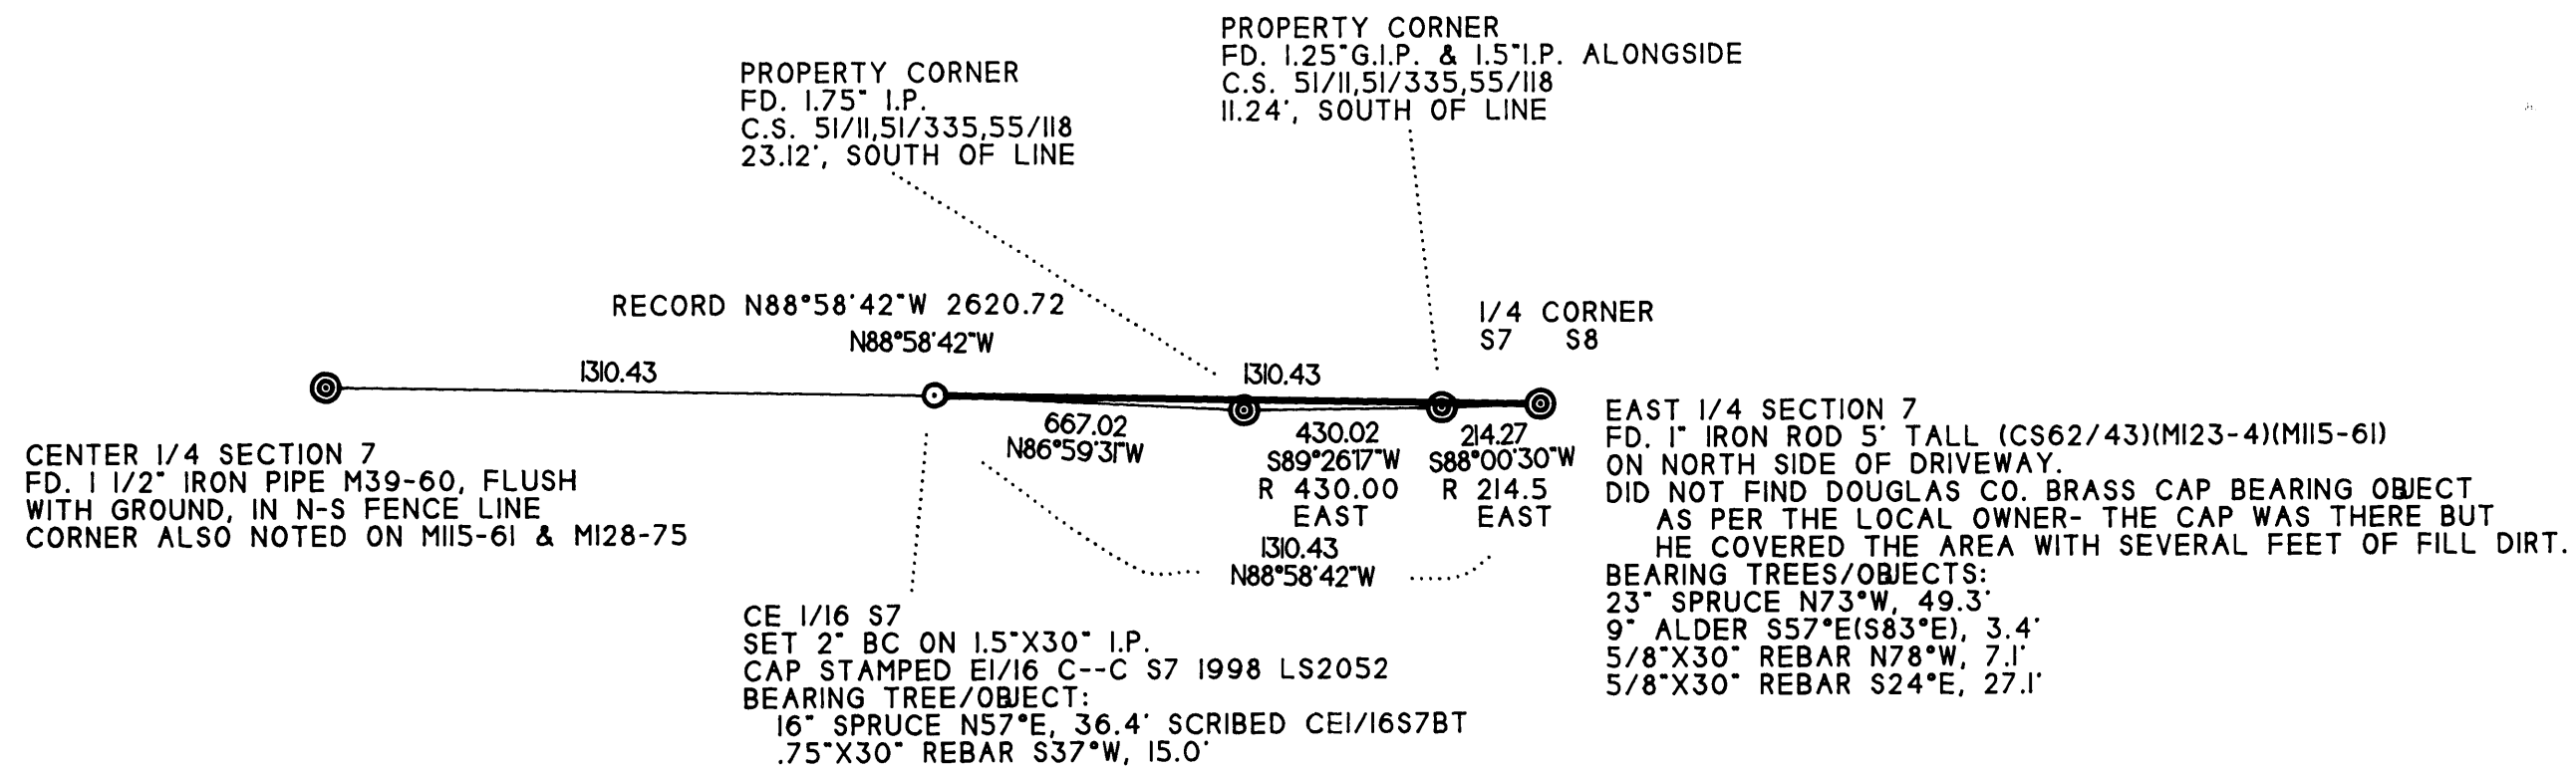 PROPERTY CORNER
FD. 1.25"G.I.P. & 1.5"I.P. ALONGSIDE
C.S. 51/11,51/335,55/118
11.24', SOUTH OF LINE
PROPERTY CORNER
FD. 1.75" I.P.
C.S. 51/11,51/335,55/118
23.12', SOUTH OF LINE
RECORD N88°58'42"W 2620.72
N88°58'42"W
1/4 CORNER
S7 S8
1310.43
1310.43
667.02
N86°59'31"W
430.02
S89°26'17"W
R 430.00
EAST
214.27
S88°00'30"W
R 214.5
EAST
1310.43
N88°58'42"W
CENTER 1/4 SECTION 7
FD. 1 1/2" IRON PIPE M39-60, FLUSH
WITH GROUND, IN N-S FENCE LINE
CORNER ALSO NOTED ON M115-61 & M128-75
EAST 1/4 SECTION 7
FD. 1" IRON ROD 5' TALL (CS62/43)(M123-4)(M115-61)
ON NORTH SIDE OF DRIVEWAY.
DID NOT FIND DOUGLAS CO. BRASS CAP BEARING OBJECT
AS PER THE LOCAL OWNER- THE CAP WAS THERE BUT
HE COVERED THE AREA WITH SEVERAL FEET OF FILL DIRT.
BEARING TREES/OBJECTS:
23" SPRUCE N73°W, 49.3'
9" ALDER S57°E(S83°E), 3.4'
5/8"X30" REBAR N78°W, 7.1'
5/8"X30" REBAR S24°E, 27.1'
CE 1/16 S7
SET 2" BC ON 1.5"X30" I.P.
CAP STAMPED E1/16 C--C S7 1998 LS2052
BEARING TREE/OBJECT:
16" SPRUCE N57°E, 36.4' SCRIBED CE1/16S7BT
.75"X30" REBAR S37°W, 15.0'